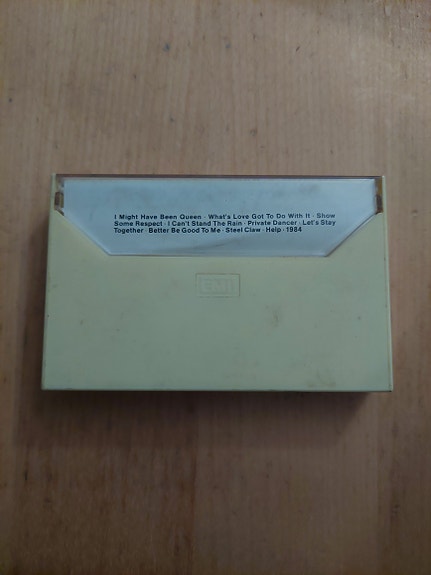 I Might Have Been Queen · What's Love Got To Do With It · Show
Some Respect · I Can't Stand The Rain · Private Dancer · Let's Stay
Together · Better Be Good To Me · Steel Claw · Help · 1984
EMI